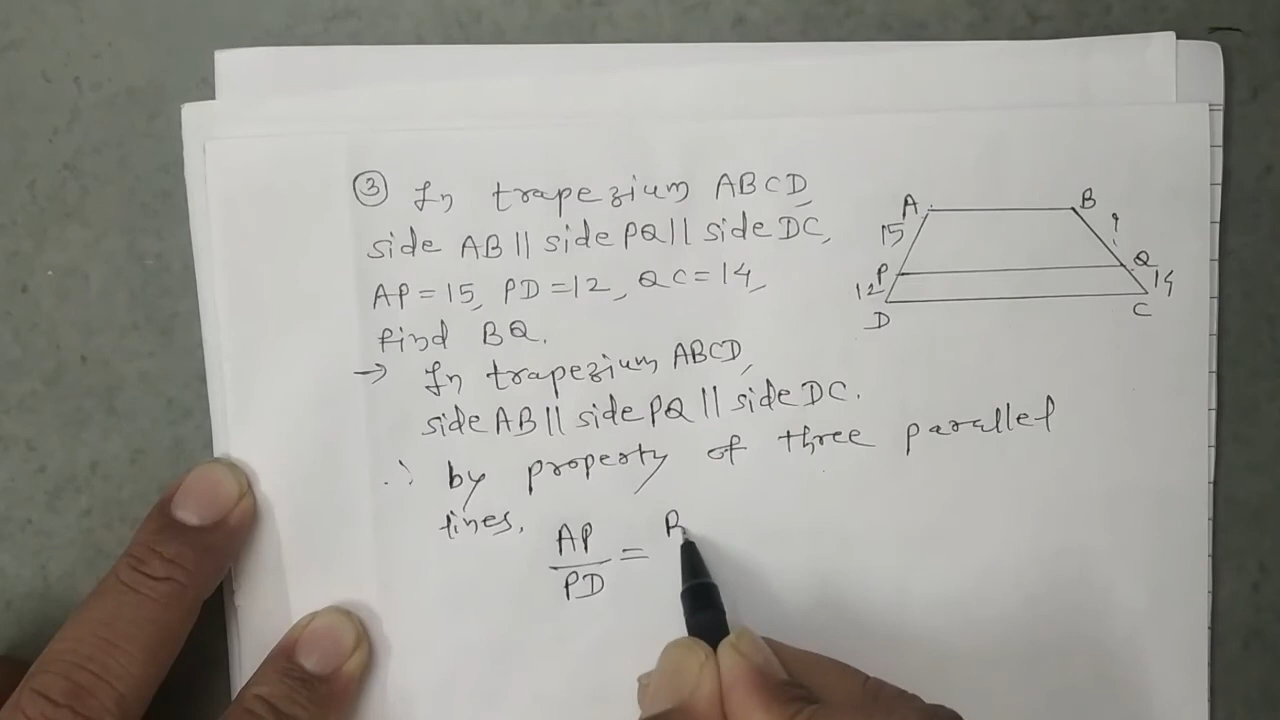 ③ In trapezium ABCD,
side AB || side PQ || side DC,
AP = 15, PD = 12, QC = 14,
find BQ.
→ In trapezium ABCD,
side AB || side PQ || side DC.
∴ by property of three parallel
lines,
AP/PD = B
A B
15 ?
P Q
12 14
D C